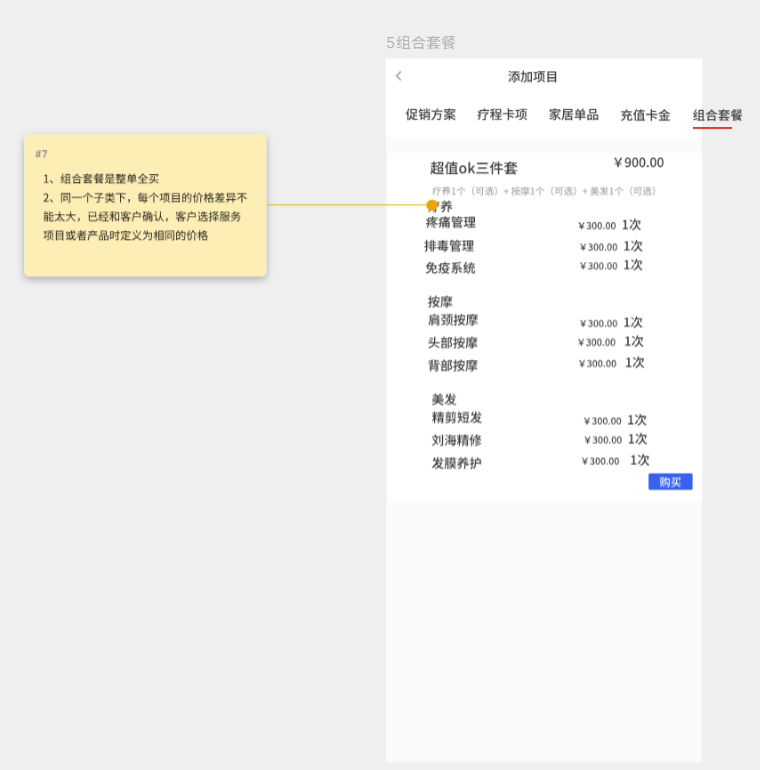 5组合套餐
添加项目
促销方案 疗程卡项 家居单品 充值卡金 组合套餐
#7
1、组合套餐是整单全买
2、同一个子类下，每个项目的价格差异不
能太大，已经和客户确认，客户选择服务
项目或者产品时定义为相同的价格
超值ok三件套 ￥900.00
疗养1个（可选）+ 按摩1个（可选）+ 美发1个（可选）
疗养
疼痛管理 ￥300.00 1次
排毒管理 ￥300.00 1次
免疫系统 ￥300.00 1次
按摩
肩颈按摩 ￥300.00 1次
头部按摩 ￥300.00 1次
背部按摩 ￥300.00 1次
美发
精剪短发 ￥300.00 1次
刘海精修 ￥300.00 1次
发膜养护 ￥300.00 1次
购买